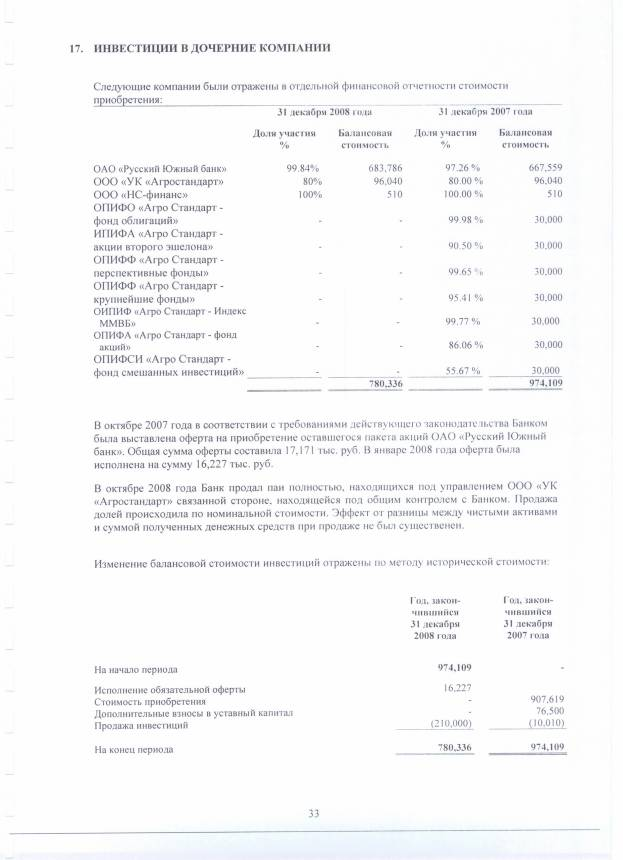 17. ИНВЕСТИЦИИ В ДОЧЕРНИЕ КОМПАНИИ
Следующие компании были отражены в отдельной финансовой отчетности стоимости
приобретения:
31 декабря 2008 года 31 декабря 2007 года
Доля участия Балансовая Доля участия Балансовая
% стоимость % стоимость
ОАО «Русский Южный банк» 99.84% 683,786 97.26 % 667,559
ООО «УК «Агростандарт» 80% 96,040 80.00 % 96,040
ООО «НС-финанс» 100% 510 100.00 % 510
ОПИФО «Агро Стандарт -
фонд облигаций» - - 99.98 % 30,000
ИПИФА «Агро Стандарт -
акции второго эшелона» - - 90.50 % 30,000
ОПИФФ «Агро Стандарт -
перспективные фонды» - - 99.65 % 30,000
ОПИФФ «Агро Стандарт -
крупнейшие фонды» - - 95.41 % 30,000
ОИПИФ «Агро Стандарт - Индекс
ММВБ» - - 99.77 % 30,000
ОПИФА «Агро Стандарт - фонд
акций» - - 86.06 % 30,000
ОПИФСИ «Агро Стандарт -
фонд смешанных инвестиций» - - 55.67 % 30,000
780,336 974,109
В октябре 2007 года в соответствии с требованиями действующего законодательства Банком
была выставлена оферта на приобретение оставшегося пакета акций ОАО «Русский Южный
банк». Общая сумма оферты составила 17,171 тыс. руб. В январе 2008 года оферта была
исполнена на сумму 16,227 тыс. руб.
В октябре 2008 года Банк продал паи полностью, находящихся под управлением ООО «УК
«Агростандарт» связанной стороне, находящейся под общим контролем с Банком. Продажа
долей происходила по номинальной стоимости. Эффект от разницы между чистыми активами
и суммой полученных денежных средств при продаже не был существенен.
Изменение балансовой стоимости инвестиций отражены по методу исторической стоимости:
Год, закон- Год, закон-
чившийся чившийся
31 декабря 31 декабря
2008 года 2007 года
На начало периода 974,109 -
Исполнение обязательной оферты 16,227
Стоимость приобретения - 907,619
Дополнительные взносы в уставный капитал - 76,500
Продажа инвестиций (210,000) (10,010)
На конец периода 780,336 974,109
33